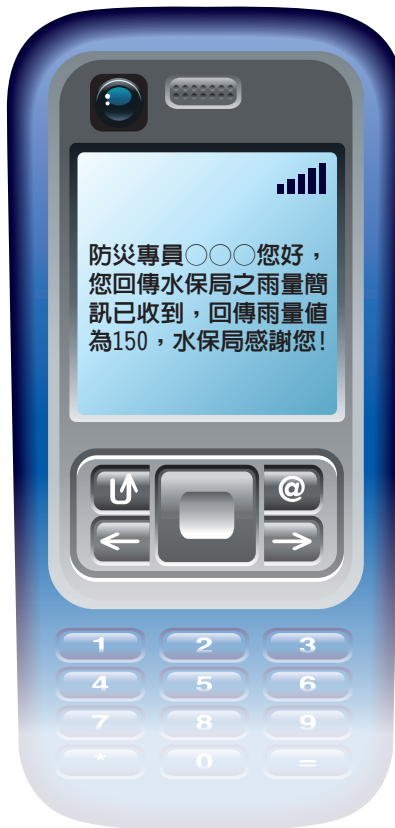 防災專員○○○您好，
您回傳水保局之雨量簡
訊已收到，回傳雨量值
為150，水保局感謝您!
@
1 2 3
4 5 6
7 8 9
* 0 =